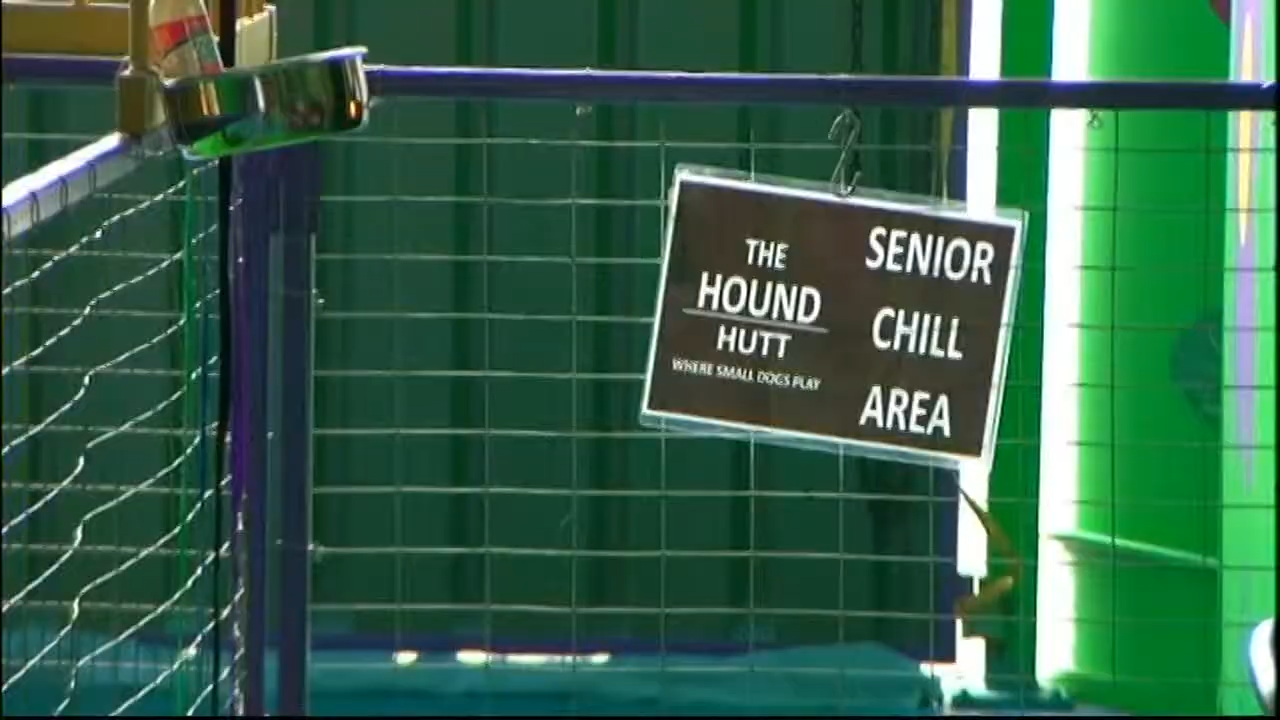 THE
HOUND
HUTT
WHERE SMALL DOGS PLAY
SENIOR
CHILL
AREA